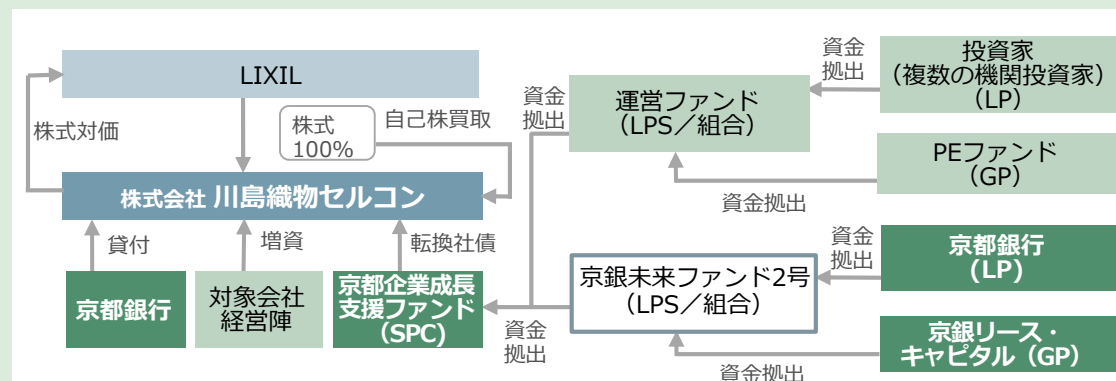 LIXIL
株式対価
株式
100%
自己株買取
株式会社 川島織物セルコン
貸付
増資
転換社債
京都銀行
対象会社
経営陣
京都企業成長
支援ファンド
（SPC）
資金
拠出
資金
拠出
運営ファンド
（LPS／組合）
資金
拠出
投資家
（複数の機関投資家）
（LP）
PEファンド
（GP）
資金拠出
京銀未来ファンド2号
（LPS／組合）
資金
拠出
京都銀行
(LP)
京銀リース・
キャピタル（GP）
資金拠出